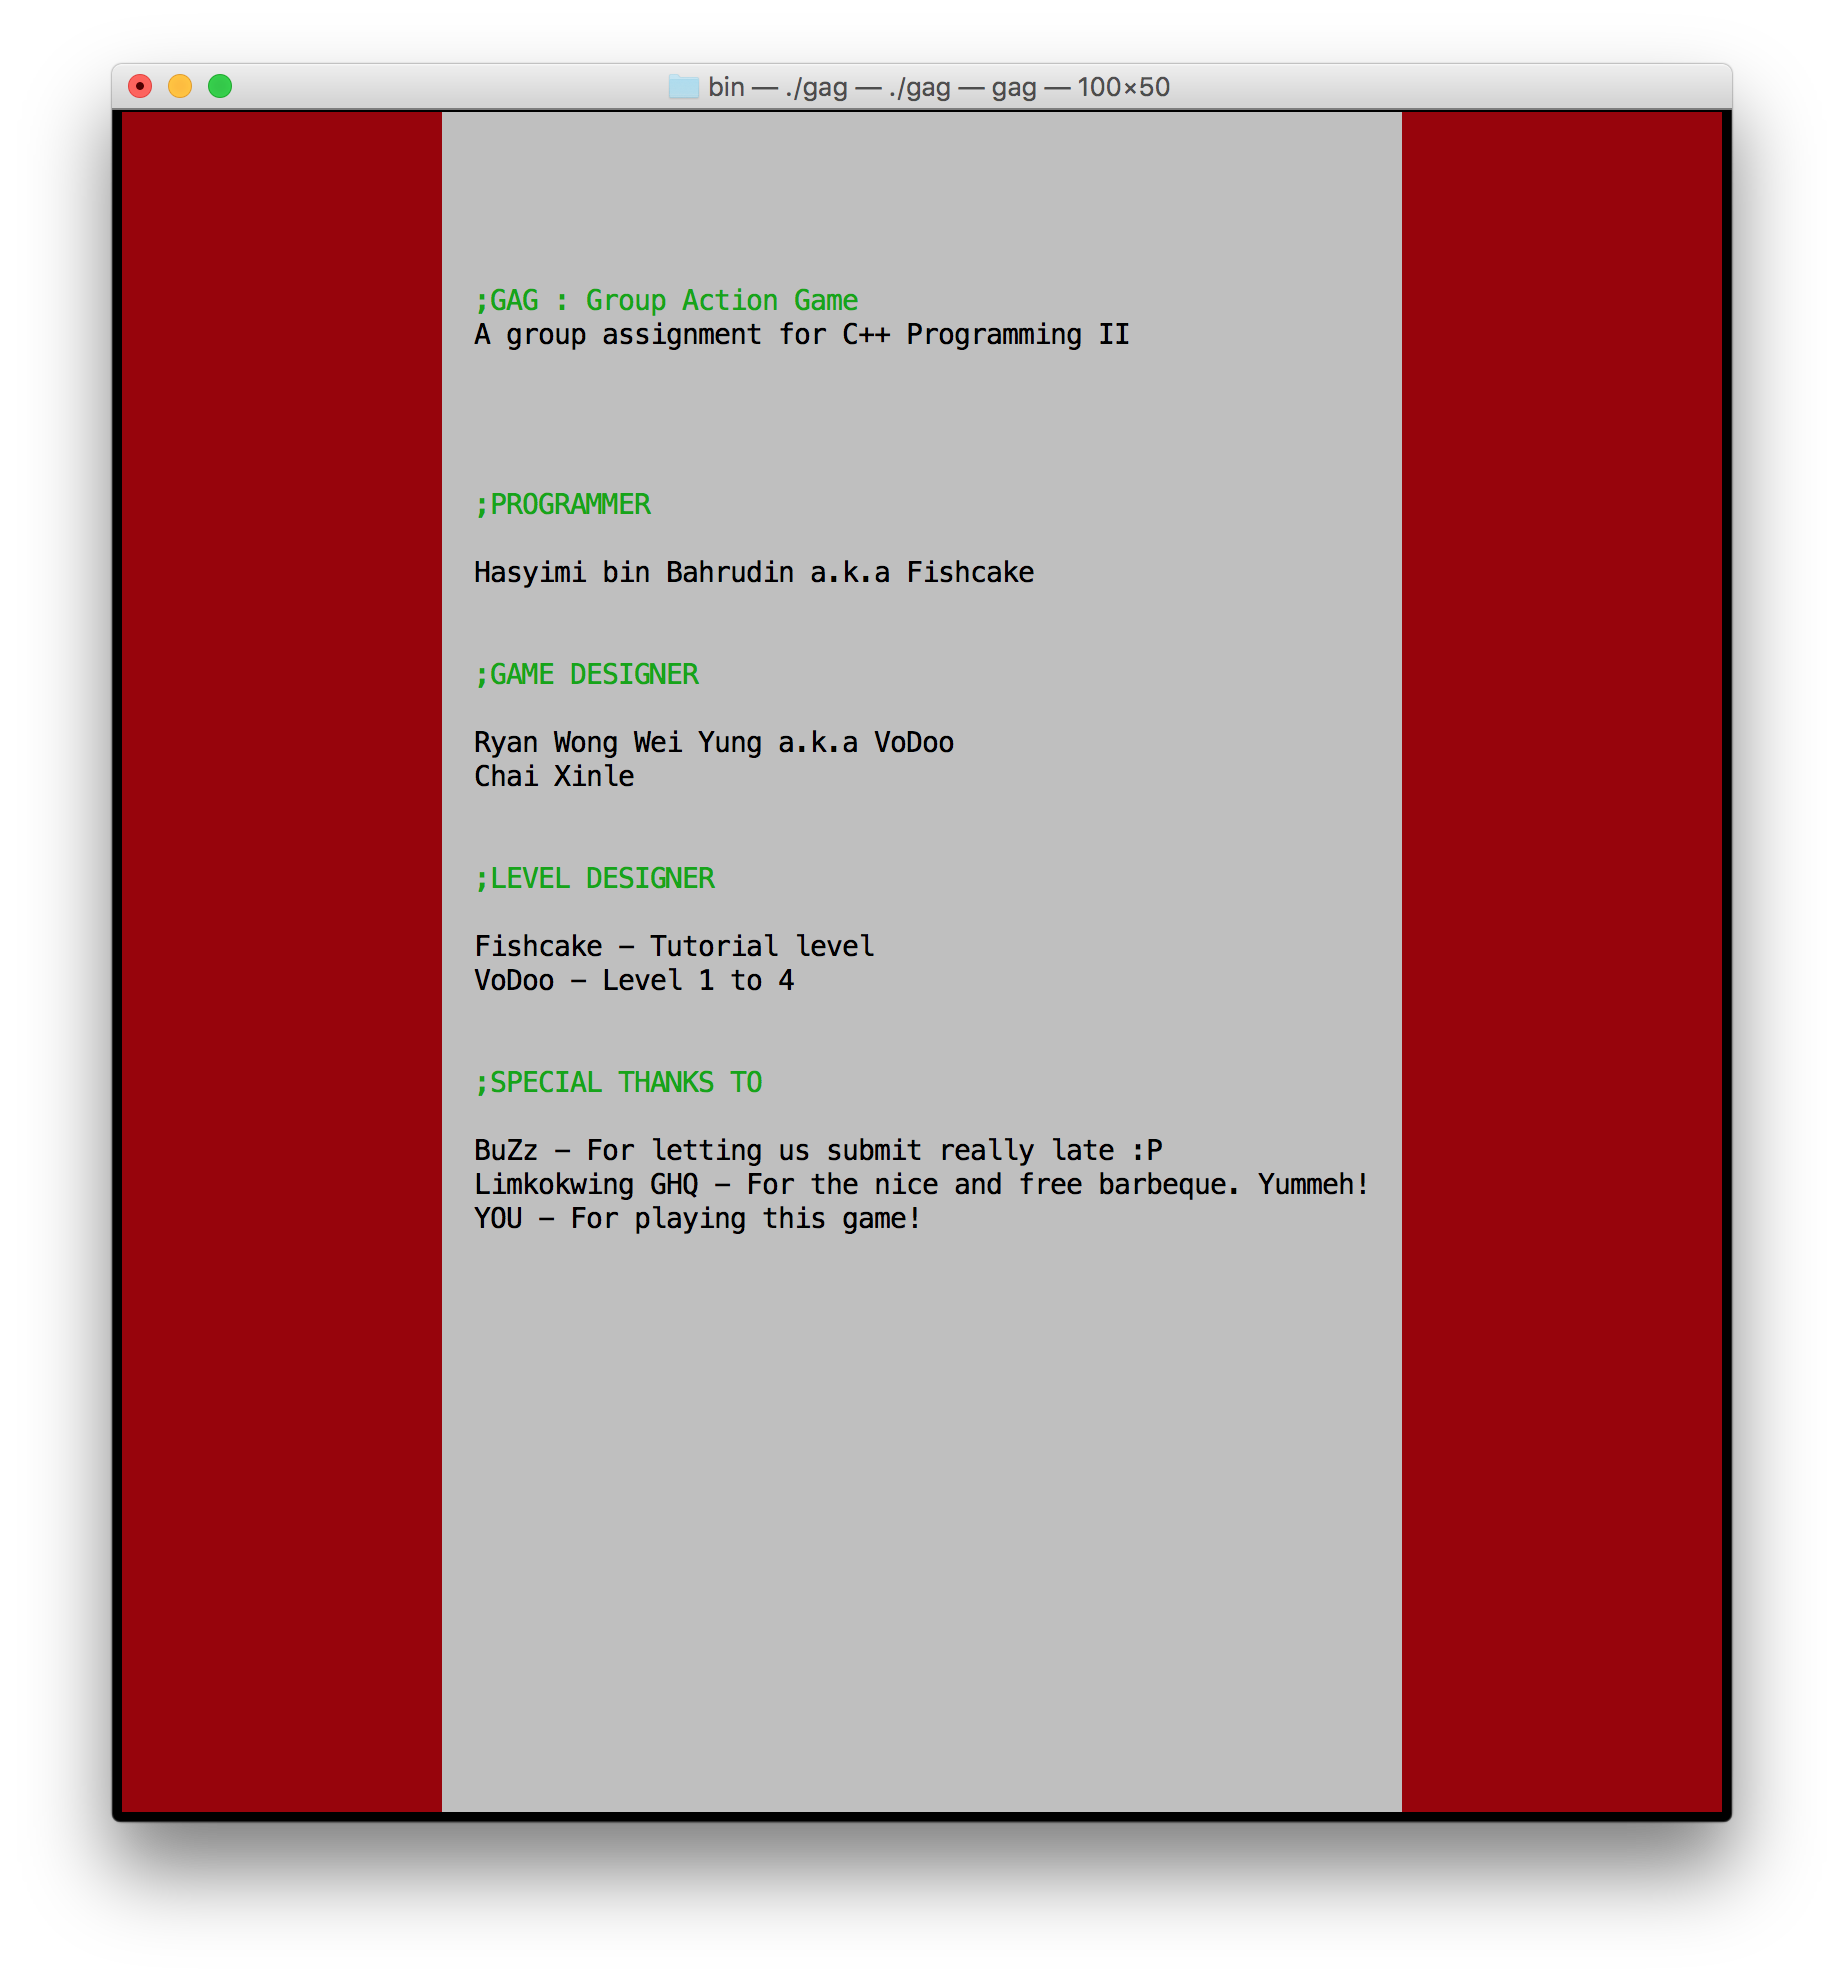 bin — ./gag — ./gag — gag — 100×50
;GAG : Group Action Game
A group assignment for C++ Programming II
;PROGRAMMER
Hasyimi bin Bahrudin a.k.a Fishcake
;GAME DESIGNER
Ryan Wong Wei Yung a.k.a VoDoo
Chai Xinle
;LEVEL DESIGNER
Fishcake – Tutorial level
VoDoo – Level 1 to 4
;SPECIAL THANKS TO
BuZz – For letting us submit really late :P
Limkokwing GHQ – For the nice and free barbeque. Yummeh!
YOU – For playing this game!